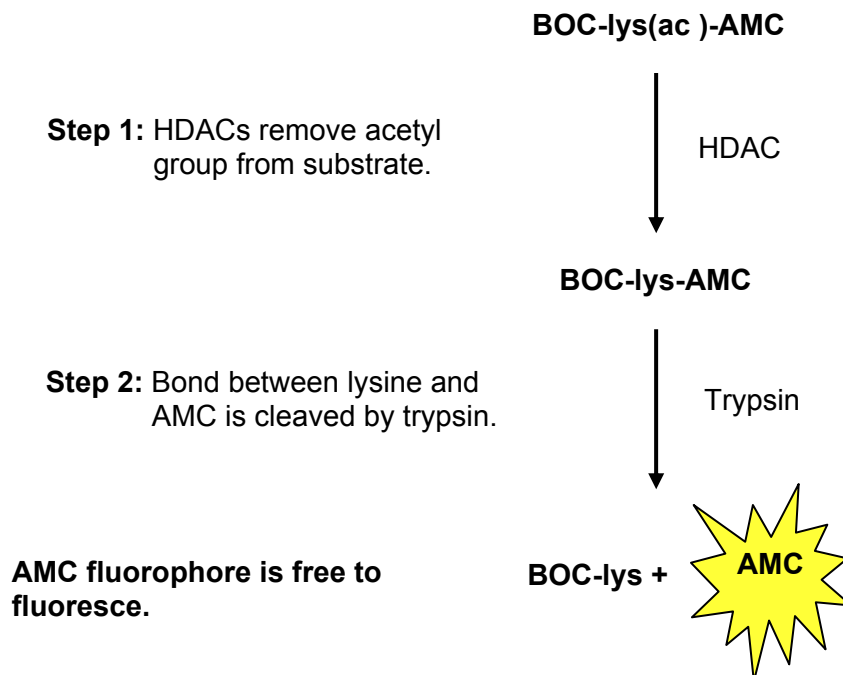 BOC-lys(ac )-AMC
Step 1: HDACs remove acetyl
group from substrate.
HDAC
BOC-lys-AMC
Step 2: Bond between lysine and
AMC is cleaved by trypsin.
Trypsin
AMC fluorophore is free to
fluoresce.
BOC-lys +
AMC